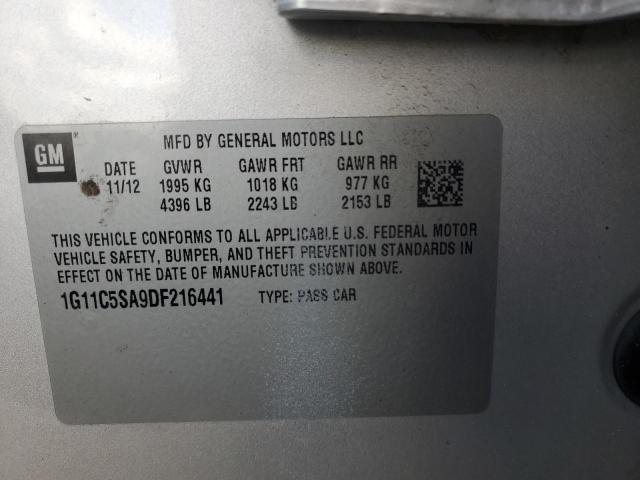 GM
MFD BY GENERAL MOTORS LLC
DATE GVWR GAWR FRT GAWR RR
11/12 1995 KG 1018 KG 977 KG
4396 LB 2243 LB 2153 LB
THIS VEHICLE CONFORMS TO ALL APPLICABLE U.S. FEDERAL MOTOR
VEHICLE SAFETY, BUMPER, AND THEFT PREVENTION STANDARDS IN
EFFECT ON THE DATE OF MANUFACTURE SHOWN ABOVE.
1G11C5SA9DF216441 TYPE: PASS CAR